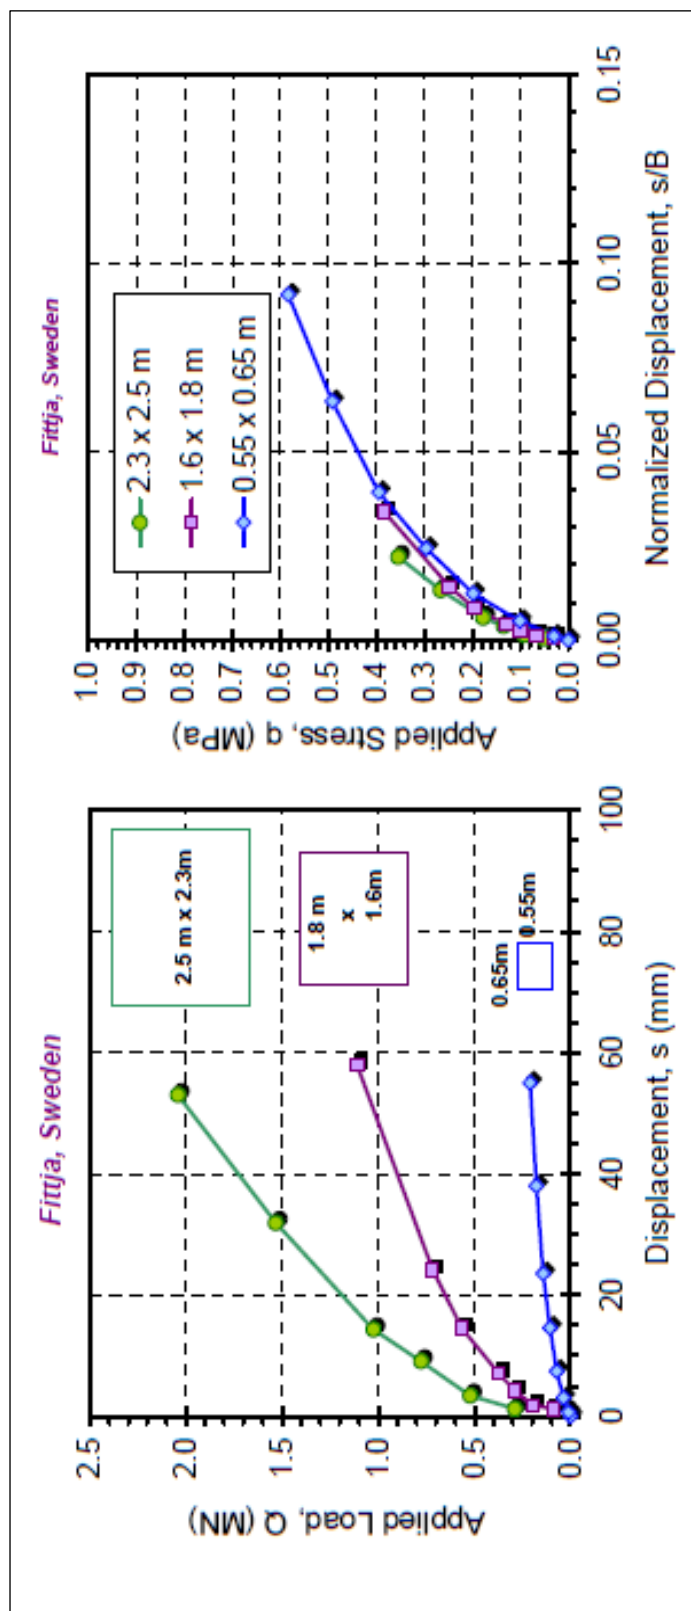 Fittja, Sweden
Applied Load, Q (MN)
2.5
2.0
1.5
1.0
0.5
0.0
2.5 m x 2.3m
1.8 m
x
1.6m
0.65m
0.55m
0 20 40 60 80 100
Displacement, s (mm)
Fittja, Sweden
Applied Stress, q (MPa)
1.0
0.9
0.8
0.7
0.6
0.5
0.4
0.3
0.2
0.1
0.0
2.3 x 2.5 m
1.6 x 1.8 m
0.55 x 0.65 m
0.00 0.05 0.10 0.15
Normalized Displacement, s/B